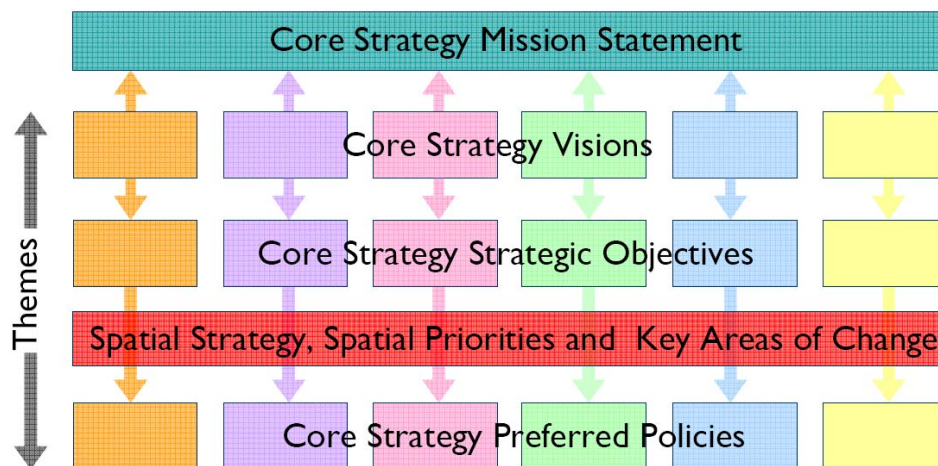 Core Strategy Mission Statement
Core Strategy Visions
Core Strategy Strategic Objectives
Themes
Spatial Strategy, Spatial Priorities and Key Areas of Change
Core Strategy Preferred Policies